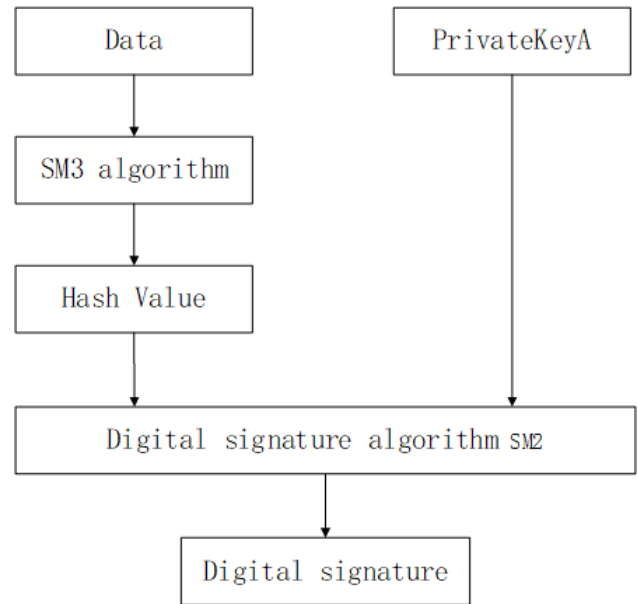 Data
PrivateKeyA
SM3 algorithm
Hash Value
Digital signature algorithm SM2
Digital signature